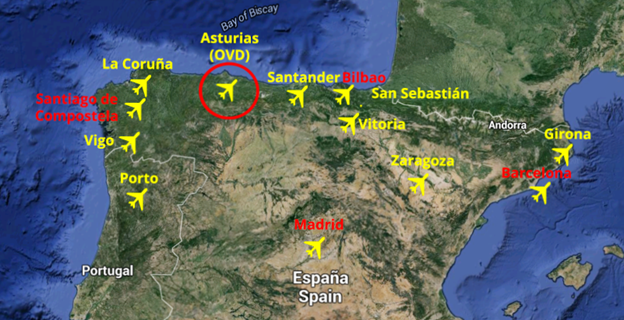 Bay of Biscay
Asturias
(OVD)
La Coruña
Santander
Bilbao
San Sebastián
Santiago de
Compostela
Vitoria
Andorra
Vigo
Girona
Zaragoza
Barcelona
Porto
Madrid
Portugal
España
Spain